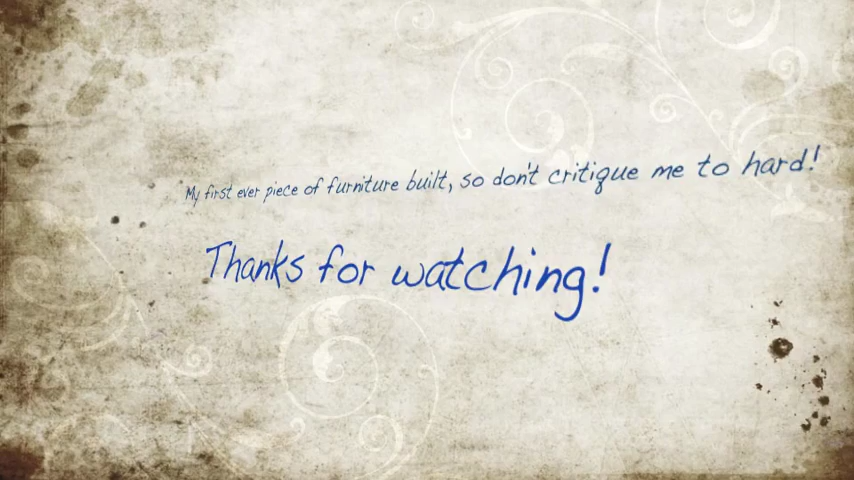 My first ever piece of furniture built, so don't critique me to hard!
Thanks for watching!